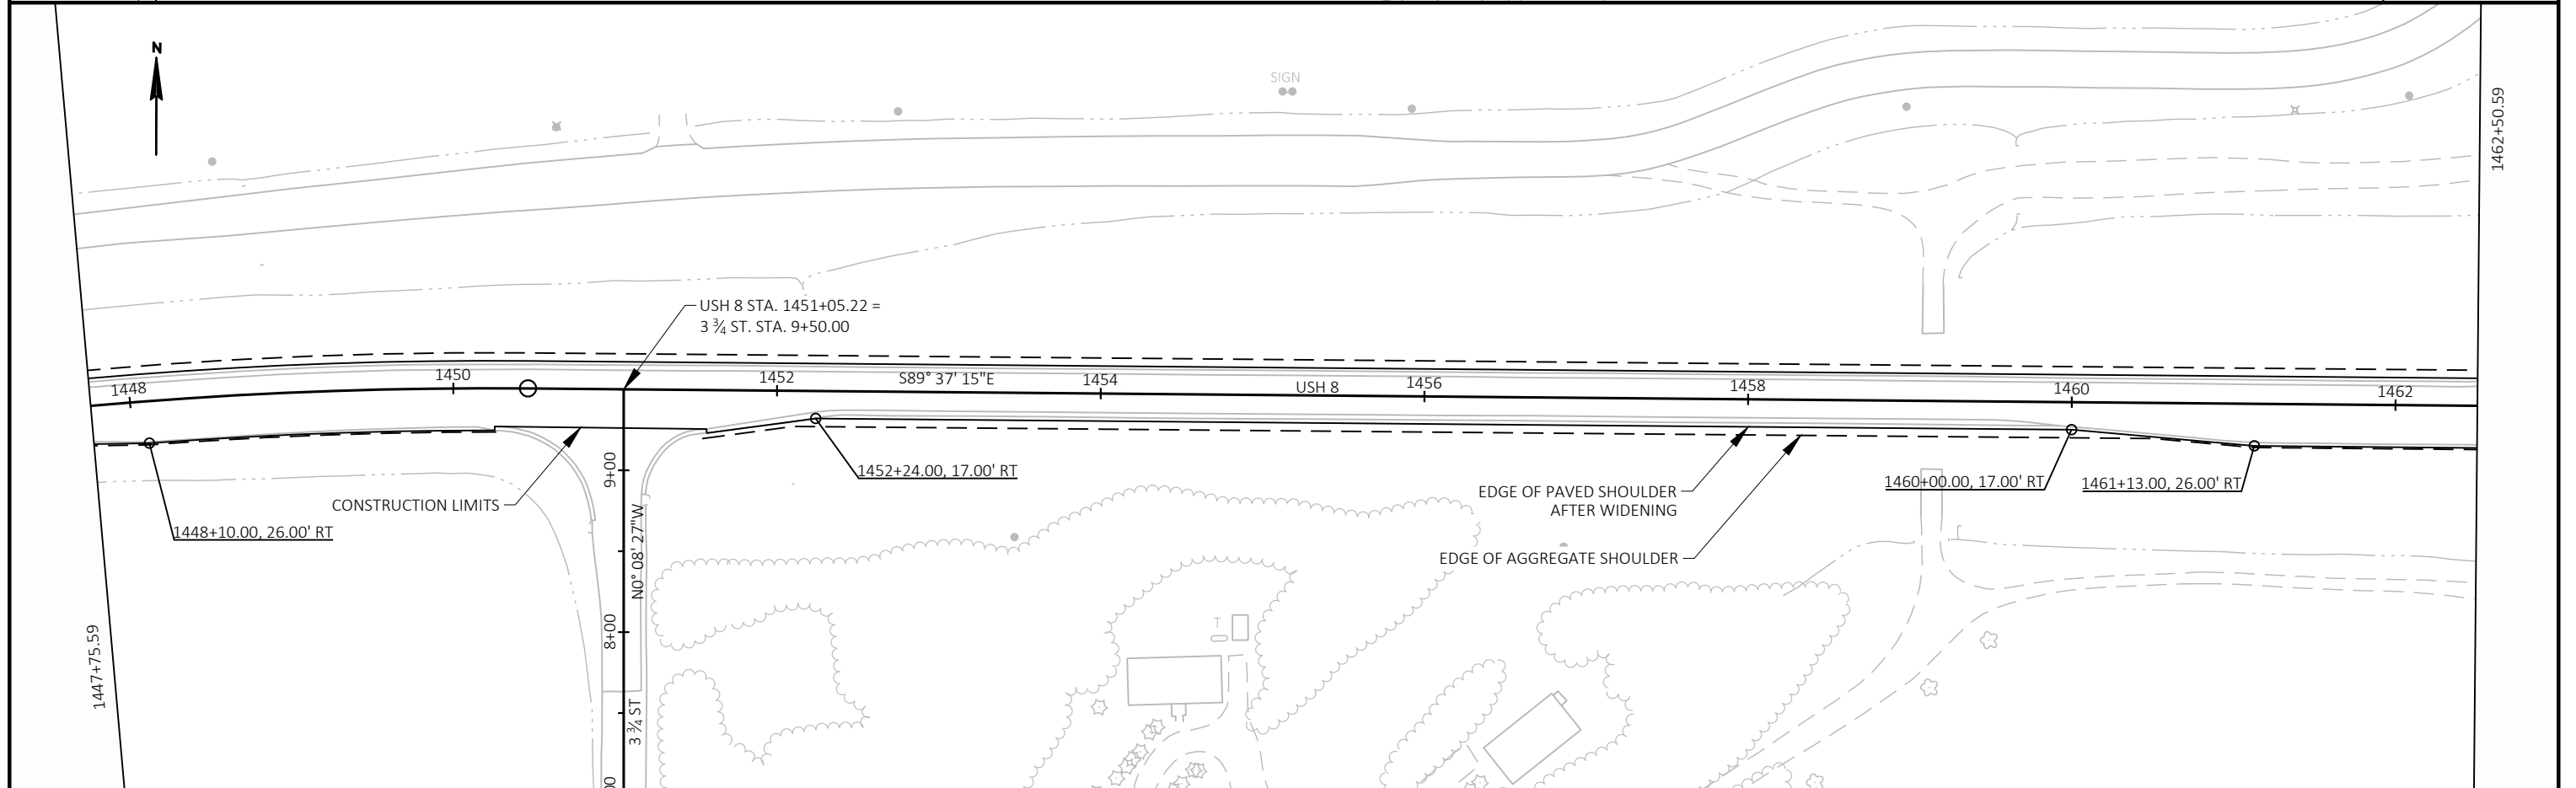 N
SIGN
1462+50.59
USH 8 STA. 1451+05.22 =
3 ¾ ST. STA. 9+50.00
1448
1450
1452
S89° 37' 15"E
1454
USH 8
1456
1458
1460
1462
9+00
1452+24.00, 17.00' RT
CONSTRUCTION LIMITS
1448+10.00, 26.00' RT
EDGE OF PAVED SHOULDER
AFTER WIDENING
1460+00.00, 17.00' RT
1461+13.00, 26.00' RT
EDGE OF AGGREGATE SHOULDER
N0° 08' 27"W
8+00
T
1447+75.59
3 ¾ ST